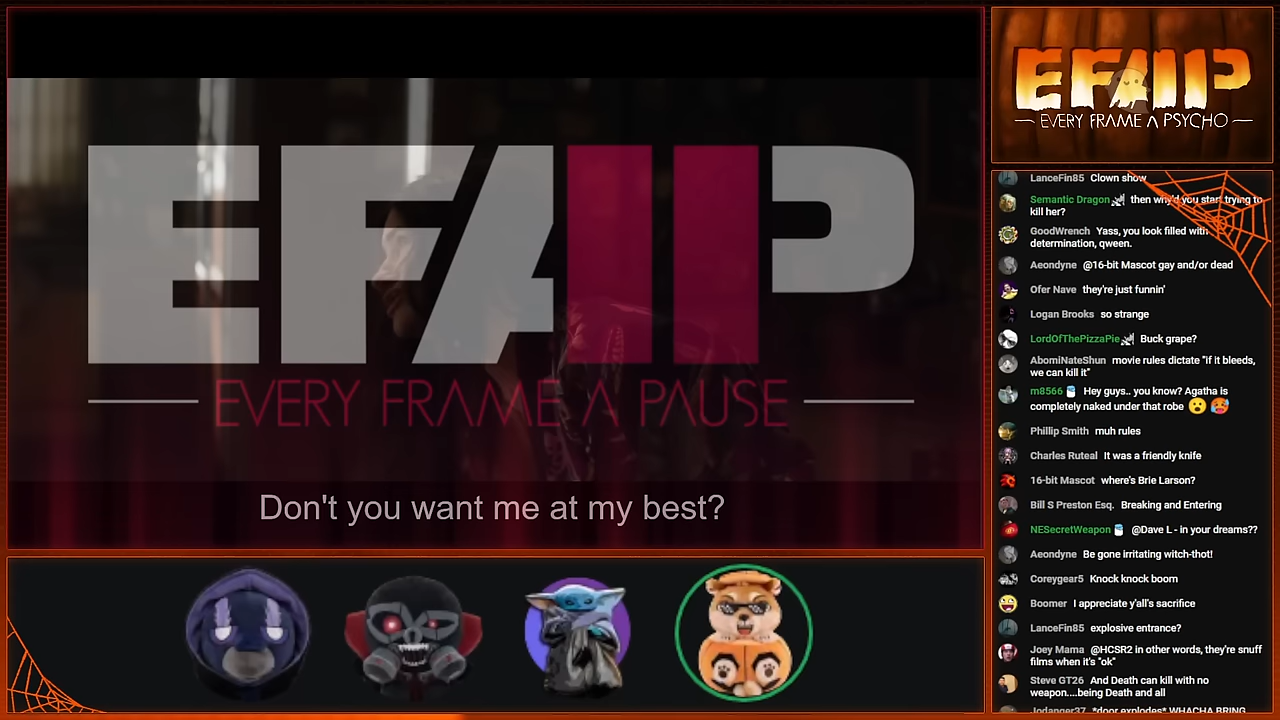 EFAP
EVERY FRAME A PAUSE
Don't you want me at my best?
EFAP
EVERY FRAME A PSYCHO
LanceFin85 Clown show
Semantic Dragon then why'd you start trying to
kill her?
GoodWrench Yass, you look filled with
determination, qween.
Aeondyne @16-bit Mascot gay and/or dead
Ofer Nave they're just funnin'
Logan Brooks so strange
LordOfThePizzaPie Buck grape?
AbomiNateShun movie rules dictate "If It bleeds,
we can kill it"
m8566 Hey guys.. you know? Agatha is
completely naked under that robe 😮 🥵
Phillip Smith muh rules
Charles Ruteal It was a friendly knife
16-bit Mascot where's Brie Larson?
Bill S Preston Esq. Breaking and Entering
NESecretWeapon @Dave L - in your dreams??
Aeondyne Be gone irritating witch-thot!
Coreygear5 Knock knock boom
Boomer I appreciate y'all's sacrifice
LanceFin85 explosive entrance?
Joey Mama @HCSR2 in other words, they're snuff
films when it's "ok"
Steve GT26 And Death can kill with no
weapon....being Death and all
Jodanger37 *door explodes* WHACHA BRING